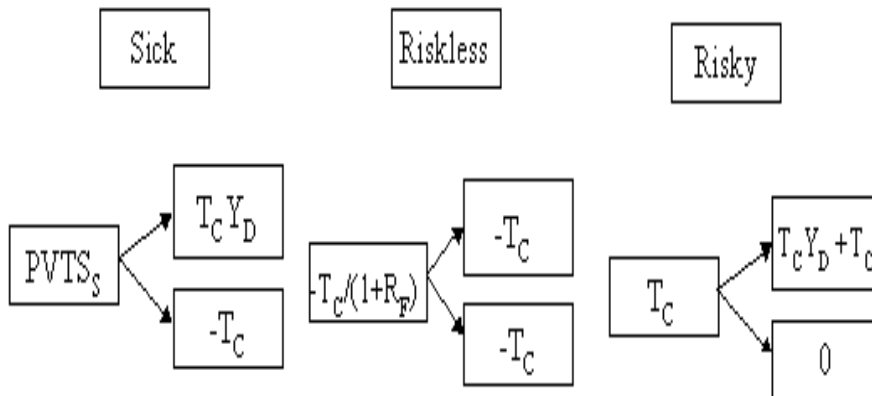 Sick
Riskless
Risky
PVTS_S
T_C Y_D
-T_C
-T_C/(1+R_F)
-T_C
-T_C
T_C
T_C Y_D +T_C
0